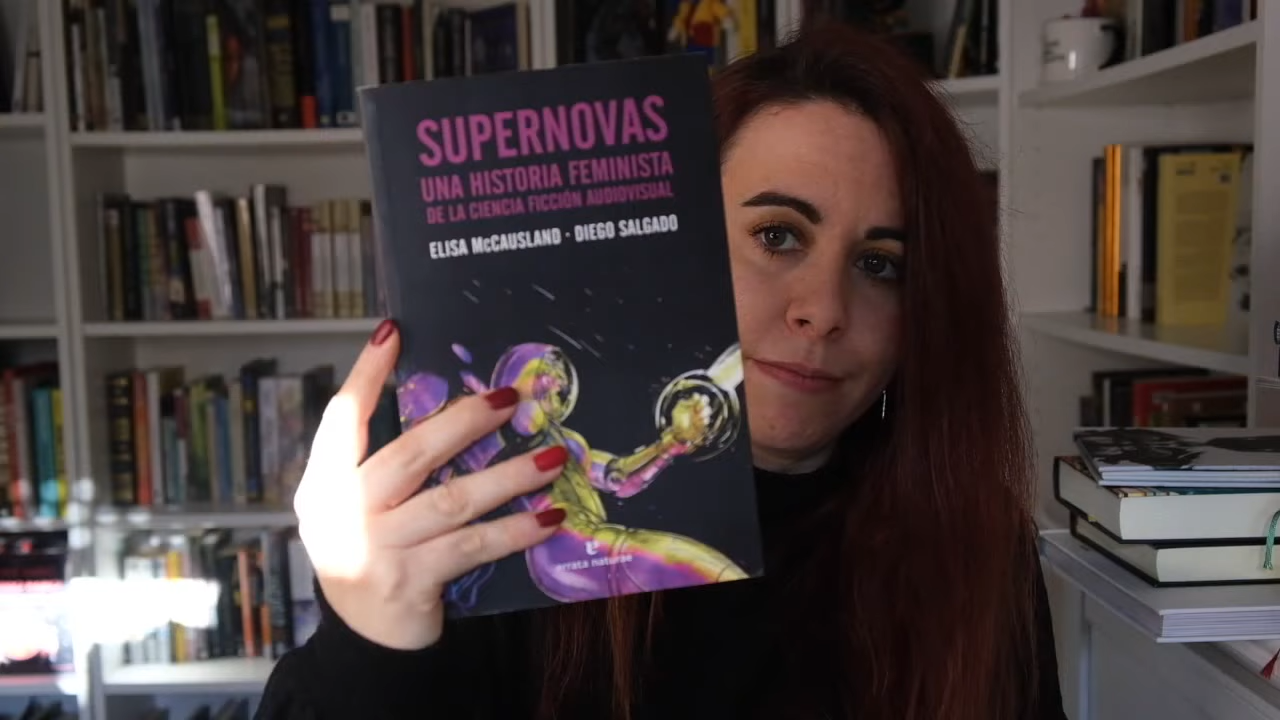 SUPERNOVAS
UNA HISTORIA FEMINISTA
DE LA CIENCIA FICCIÓN AUDIOVISUAL
ELISA McCAUSLAND · DIEGO SALGADO
errata naturae